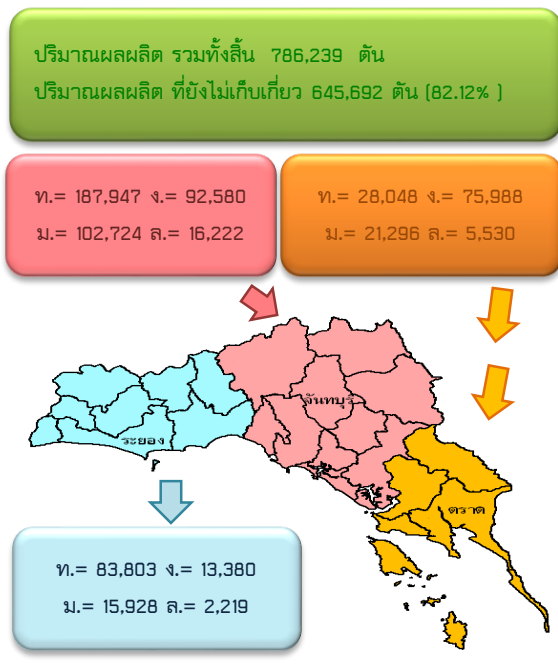 ปริมาณผลผลิต รวมทั้งสิ้น 786,239 ตัน
ปริมาณผลผลิต ที่ยังไม่เก็บเกี่ยว 645,692 ตัน (82.12% )
ท.= 187,947 ง.= 92,580
ม.= 102,724 ล.= 16,222
ท.= 28,048 ง.= 75,988
ม.= 21,296 ล.= 5,530
จันทบุรี
ระยอง
ตราด
ท.= 83,803 ง.= 13,380
ม.= 15,928 ล.= 2,219